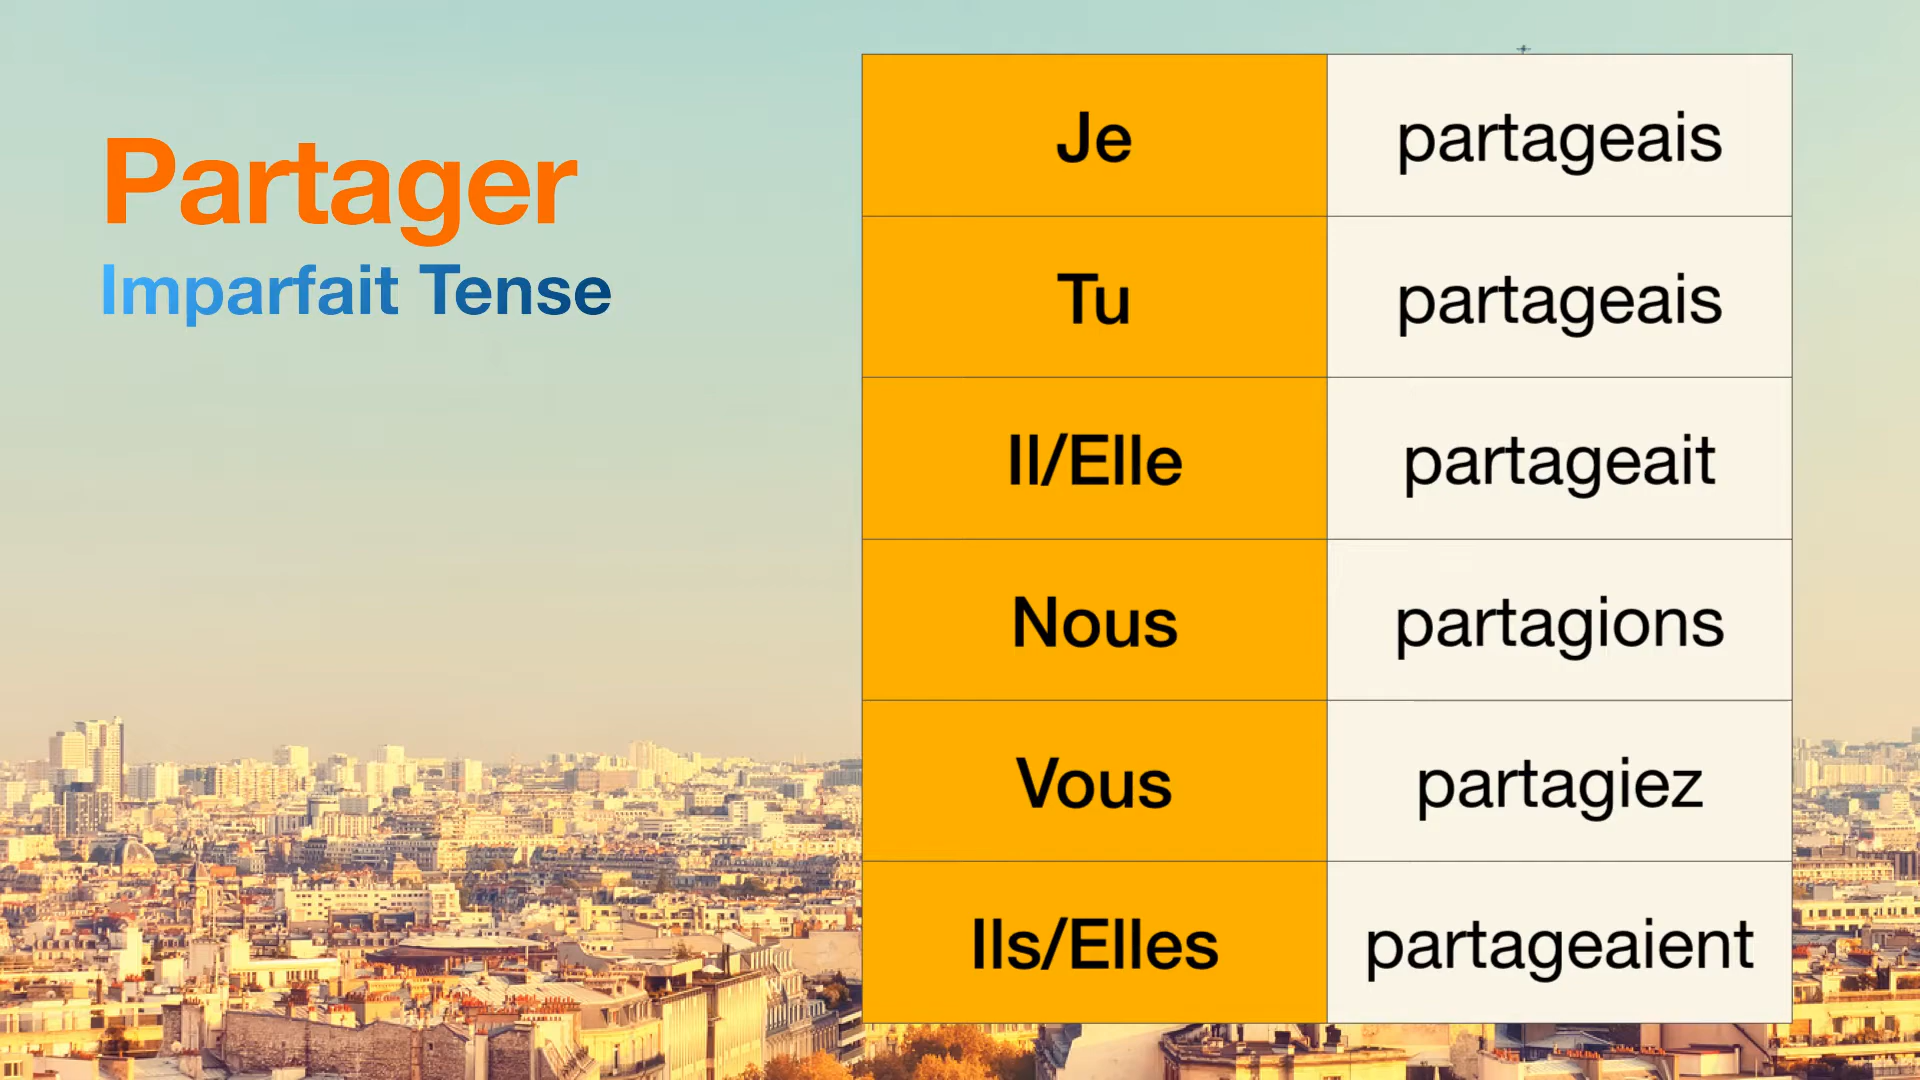 Partager
Imparfait Tense
Je partageais
Tu partageais
Il/Elle partageait
Nous partagions
Vous partagiez
Ils/Elles partageaient